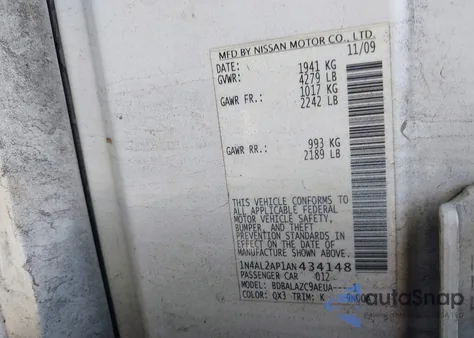 MFD BY NISSAN MOTOR CO., LTD.
DATE: 11/09
GVWR: 1941 KG
4279 LB
GAWR FR.: 1017 KG
2242 LB
GAWR RR.: 993 KG
2189 LB
THIS VEHICLE CONFORMS TO
ALL APPLICABLE FEDERAL
MOTOR VEHICLE SAFETY,
BUMPER, AND THEFT
PREVENTION STANDARDS IN
EFFECT ON THE DATE OF
MANUFACTURE SHOWN ABOVE.
1N4AL2AP1AN434148
PASSENGER CAR 012
MODEL: BDBALAZC9AEUA----
COLOR: QX3 TRIM: K
autoSnap